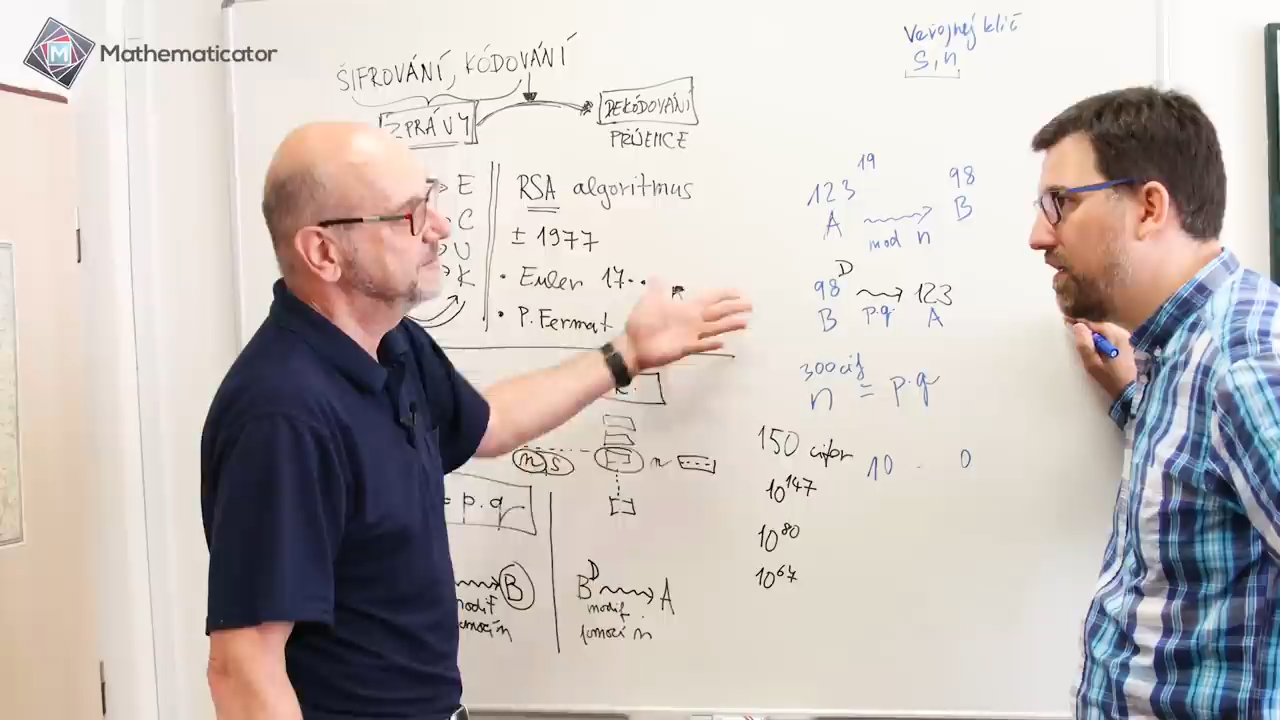 Mathematicator
ŠIFROVÁNÍ, KÓDOVÁNÍ
ZPRÁVY
DEKÓDOVÁNÍ
PŘÍJEMCE
E
C
U
K
RSA algoritmus
± 1977
• Euler 17..
• P. Fermat
n s
= p.q
B
modif
pomocí n
B^D A
modif
pomocí n
Veřejnej klíč
S, n
123^19 98
A B
mod n
98^D 123
B p.q A
300 cif
n = p.q
150 cifer
10 . 0
10^147
10^80
10^67